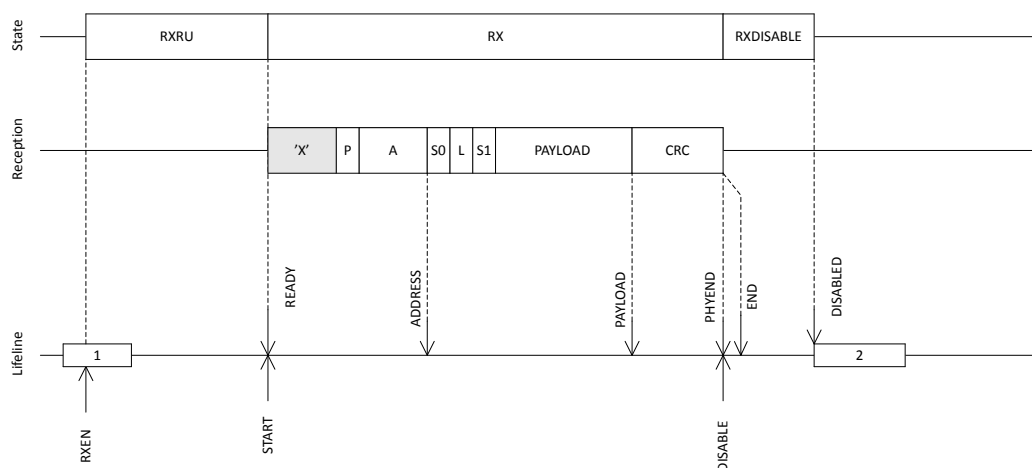 State
RXRU
RX
RXDISABLE
Reception
'X'
P
A
S0
L
S1
PAYLOAD
CRC
READY
ADDRESS
PAYLOAD
PHYEND
END
DISABLED
Lifeline
1
2
RXEN
START
DISABLE